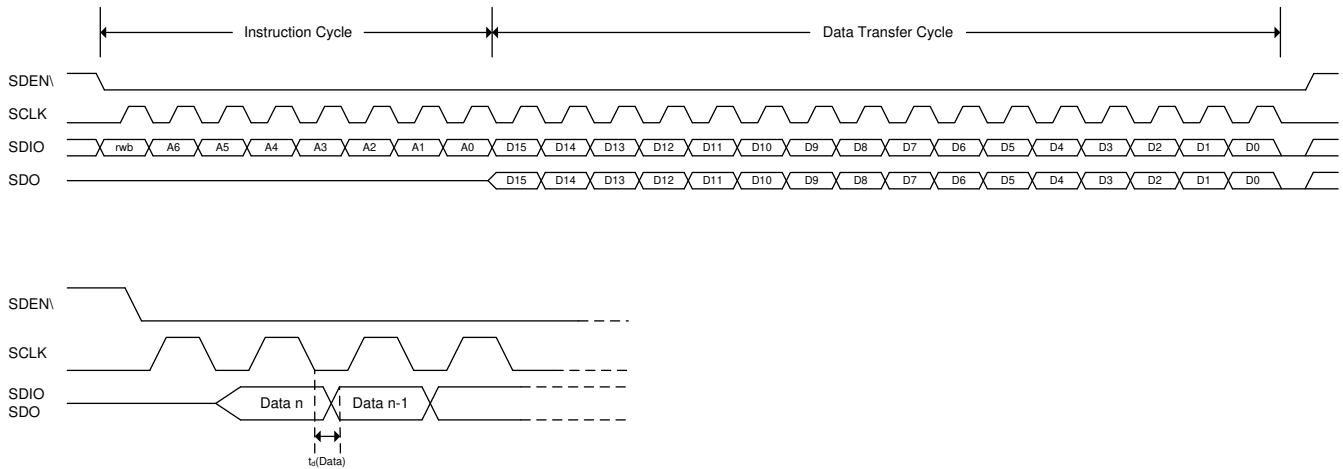 Instruction Cycle Data Transfer Cycle
SDEN\
SCLK
SDIO rwb A6 A5 A4 A3 A2 A1 A0 D15 D14 D13 D12 D11 D10 D9 D8 D7 D6 D5 D4 D3 D2 D1 D0
SDO D15 D14 D13 D12 D11 D10 D9 D8 D7 D6 D5 D4 D3 D2 D1 D0
SDEN\
SCLK
SDIO
SDO
Data n Data n-1
td(Data)